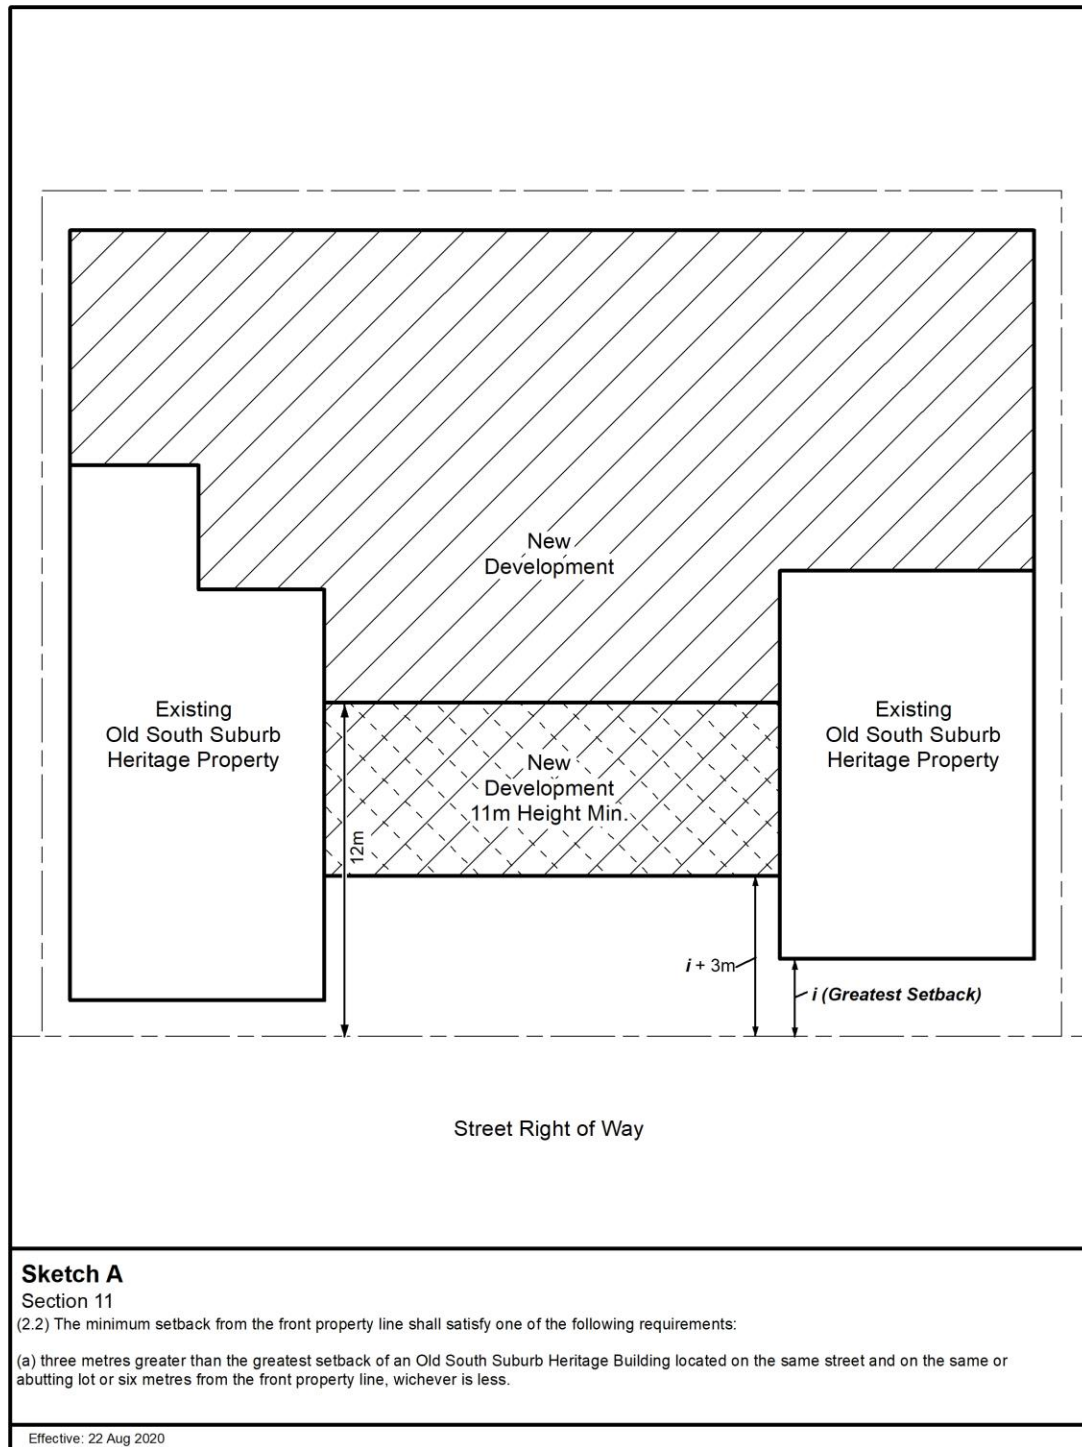 New
Development
Existing
Old South Suburb
Heritage Property
Existing
Old South Suburb
Heritage Property
New
Development
11m Height Min.
12m
i + 3m
i (Greatest Setback)
Street Right of Way
Sketch A
Section 11
(2.2) The minimum setback from the front property line shall satisfy one of the following requirements:
(a) three metres greater than the greatest setback of an Old South Suburb Heritage Building located on the same street and on the same or
abutting lot or six metres from the front property line, wichever is less.
Effective: 22 Aug 2020